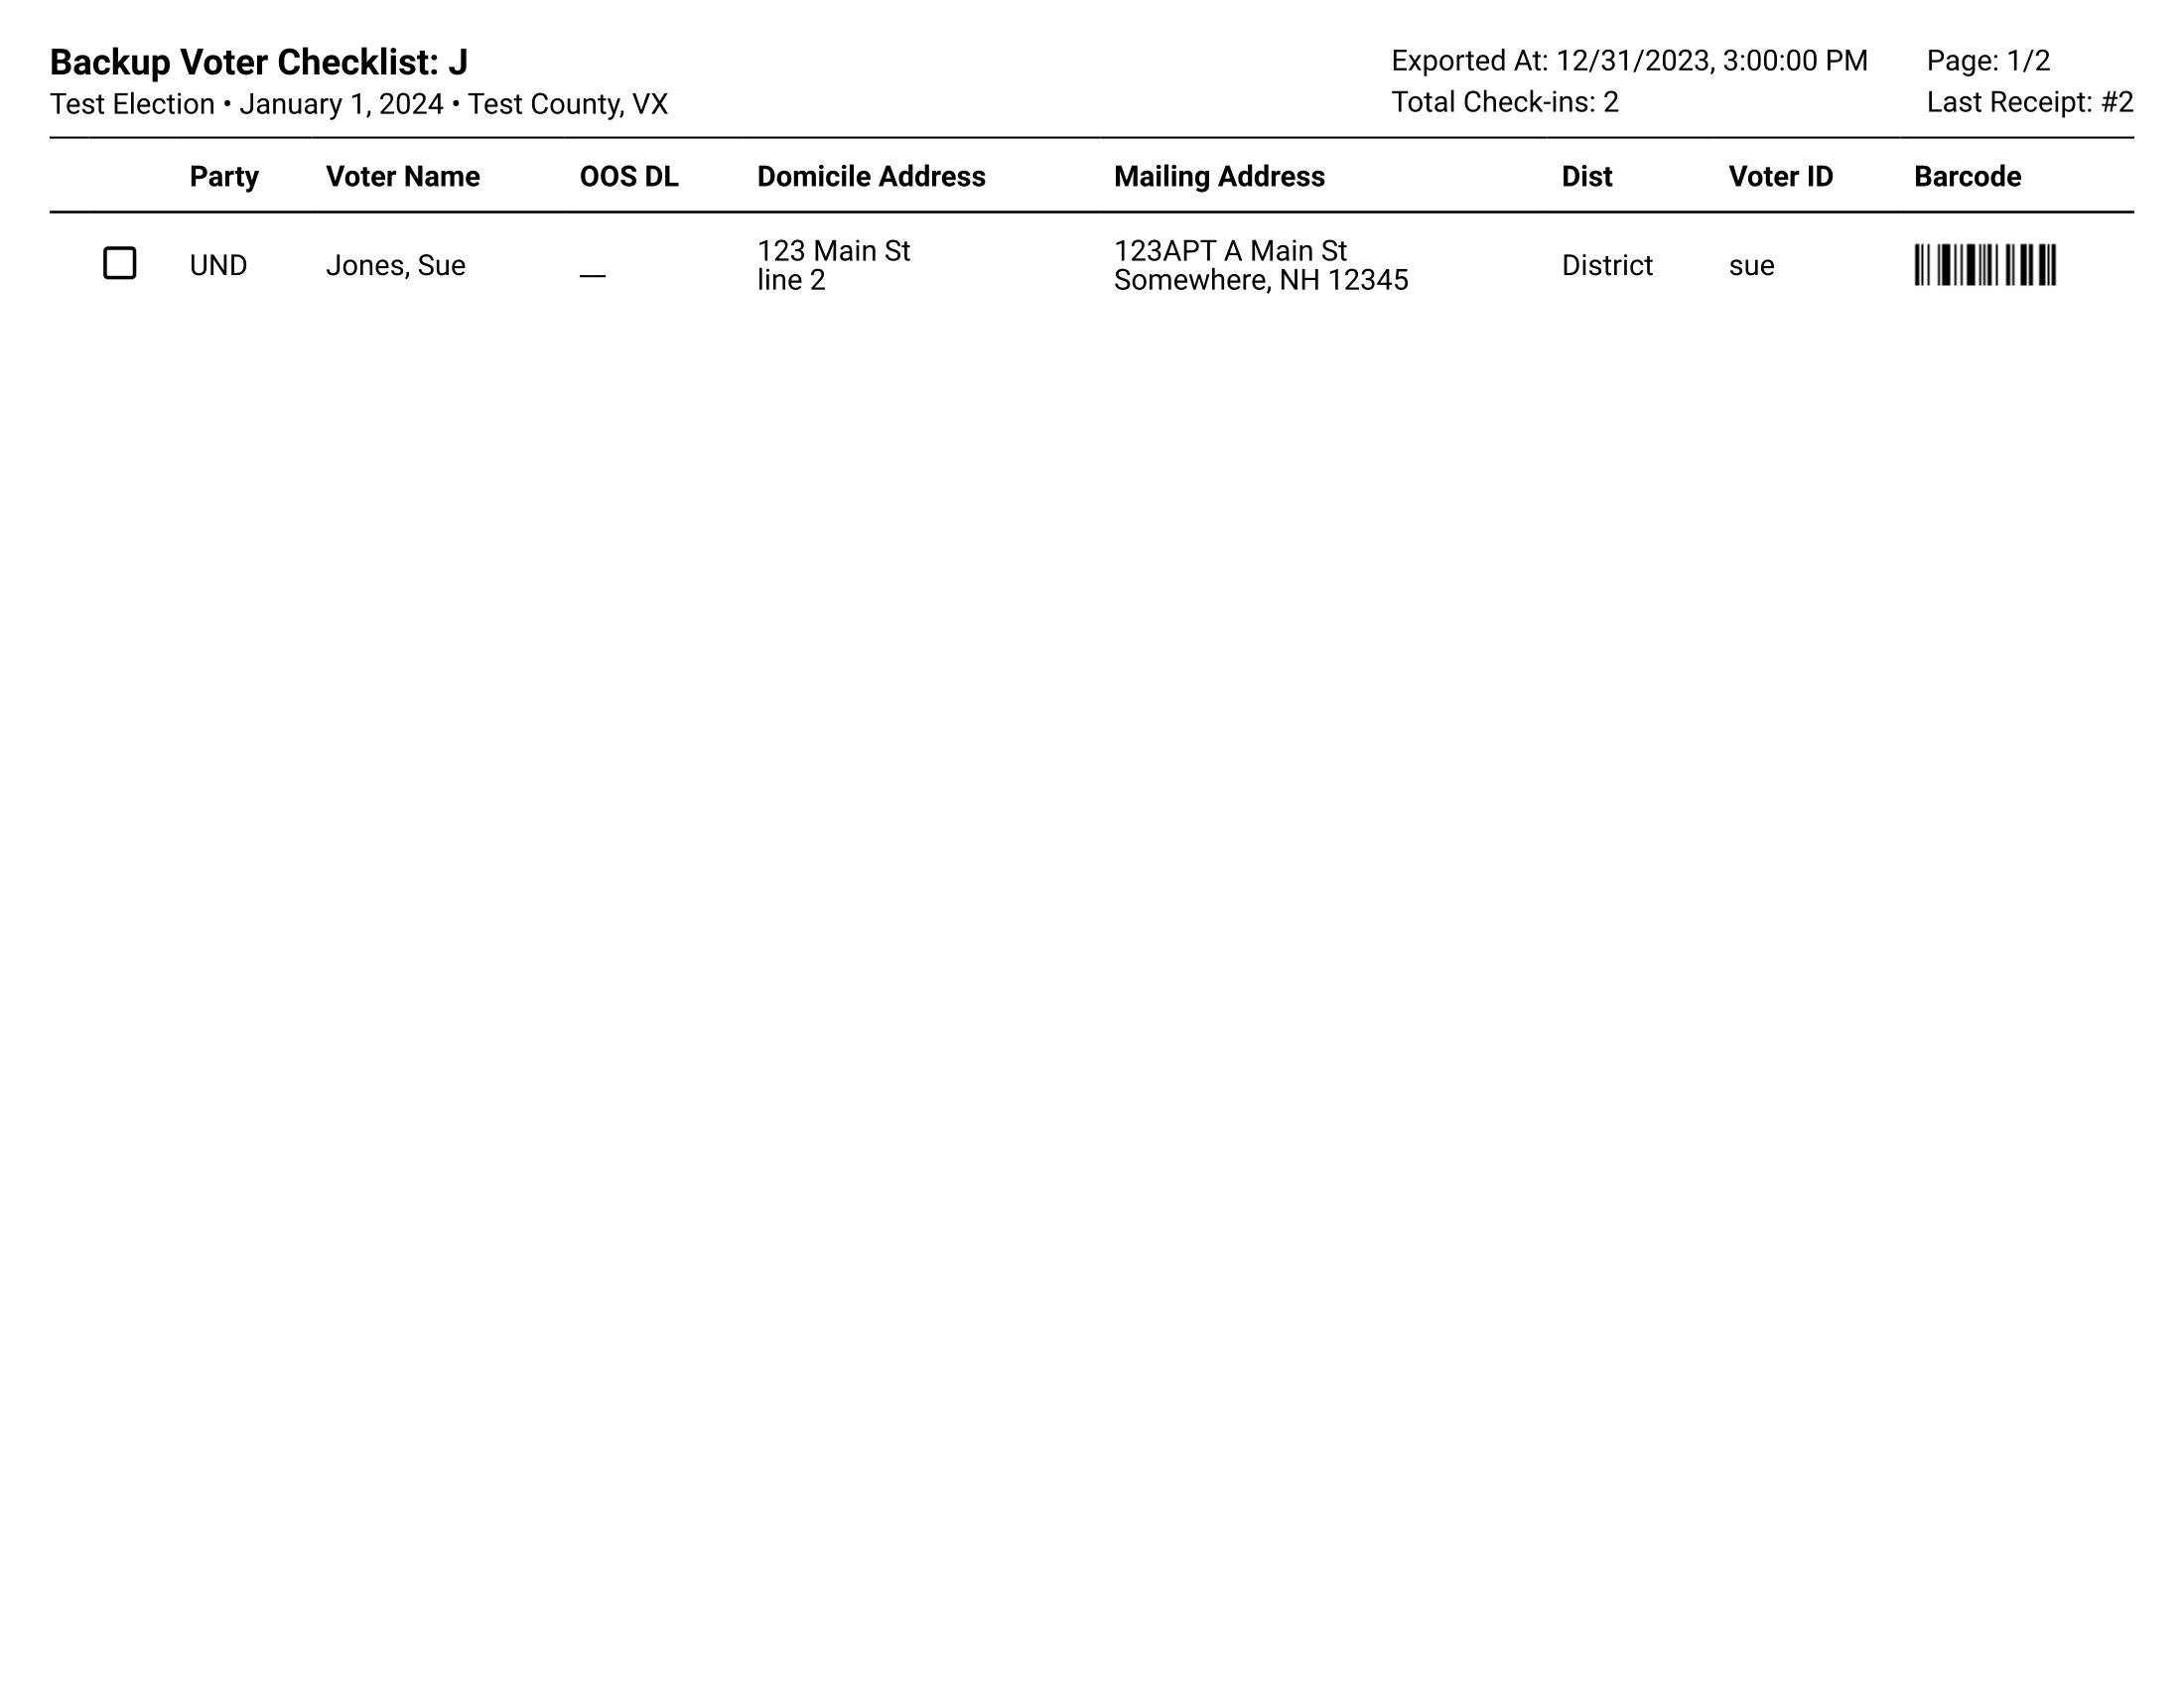 Backup Voter Checklist: J
Test Election • January 1, 2024 • Test County, VX
Exported At: 12/31/2023, 3:00:00 PM
Total Check-ins: 2
Page: 1/2
Last Receipt: #2
Party Voter Name OOS DL Domicile Address Mailing Address Dist Voter ID Barcode
UND Jones, Sue __ 123 Main St
line 2
123APT A Main St
Somewhere, NH 12345
District sue